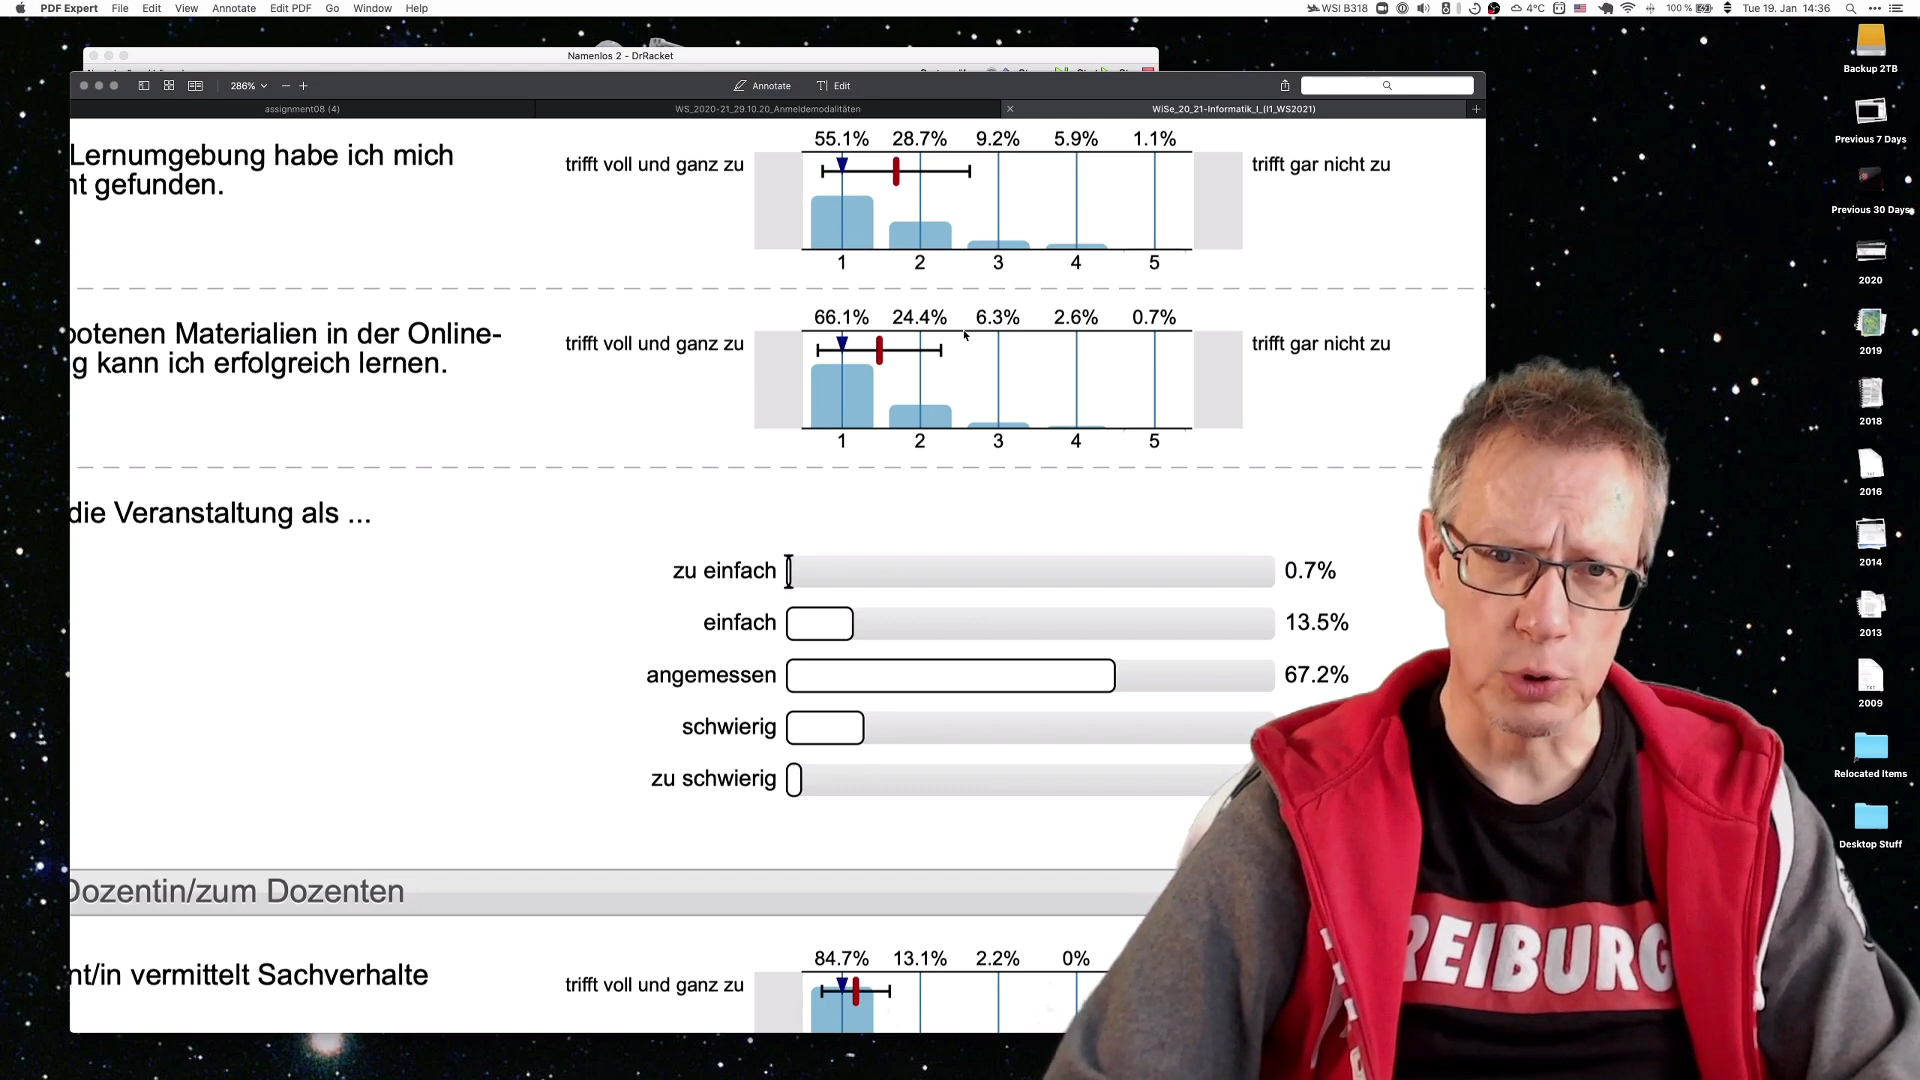 PDF Expert File Edit View Annotate Edit PDF Go Window Help
WSI B318 4°C 100 % Tue 19. Jan 14:36
Namenlos 2 - DrRacket
286% Annotate Edit
assignment08 (4) WS_2020-21_29.10.20_Anmeldemodalitäten WiSe_20_21-Informatik_I_(I1_WS2021)
Lernumgebung habe ich mich
ht gefunden.
trifft voll und ganz zu
55.1% 28.7% 9.2% 5.9% 1.1%
1 2 3 4 5
trifft gar nicht zu
botenen Materialien in der Online-
g kann ich erfolgreich lernen.
trifft voll und ganz zu
66.1% 24.4% 6.3% 2.6% 0.7%
1 2 3 4 5
trifft gar nicht zu
die Veranstaltung als ...
zu einfach 0.7%
einfach 13.5%
angemessen 67.2%
schwierig
zu schwierig
Dozentin/zum Dozenten
nt/in vermittelt Sachverhalte
trifft voll und ganz zu
84.7% 13.1% 2.2% 0%
REIBURG
Backup 2TB
Previous 7 Days
Previous 30 Days
2020
2019
2018
2016
2014
2013
2009
Relocated Items
Desktop Stuff